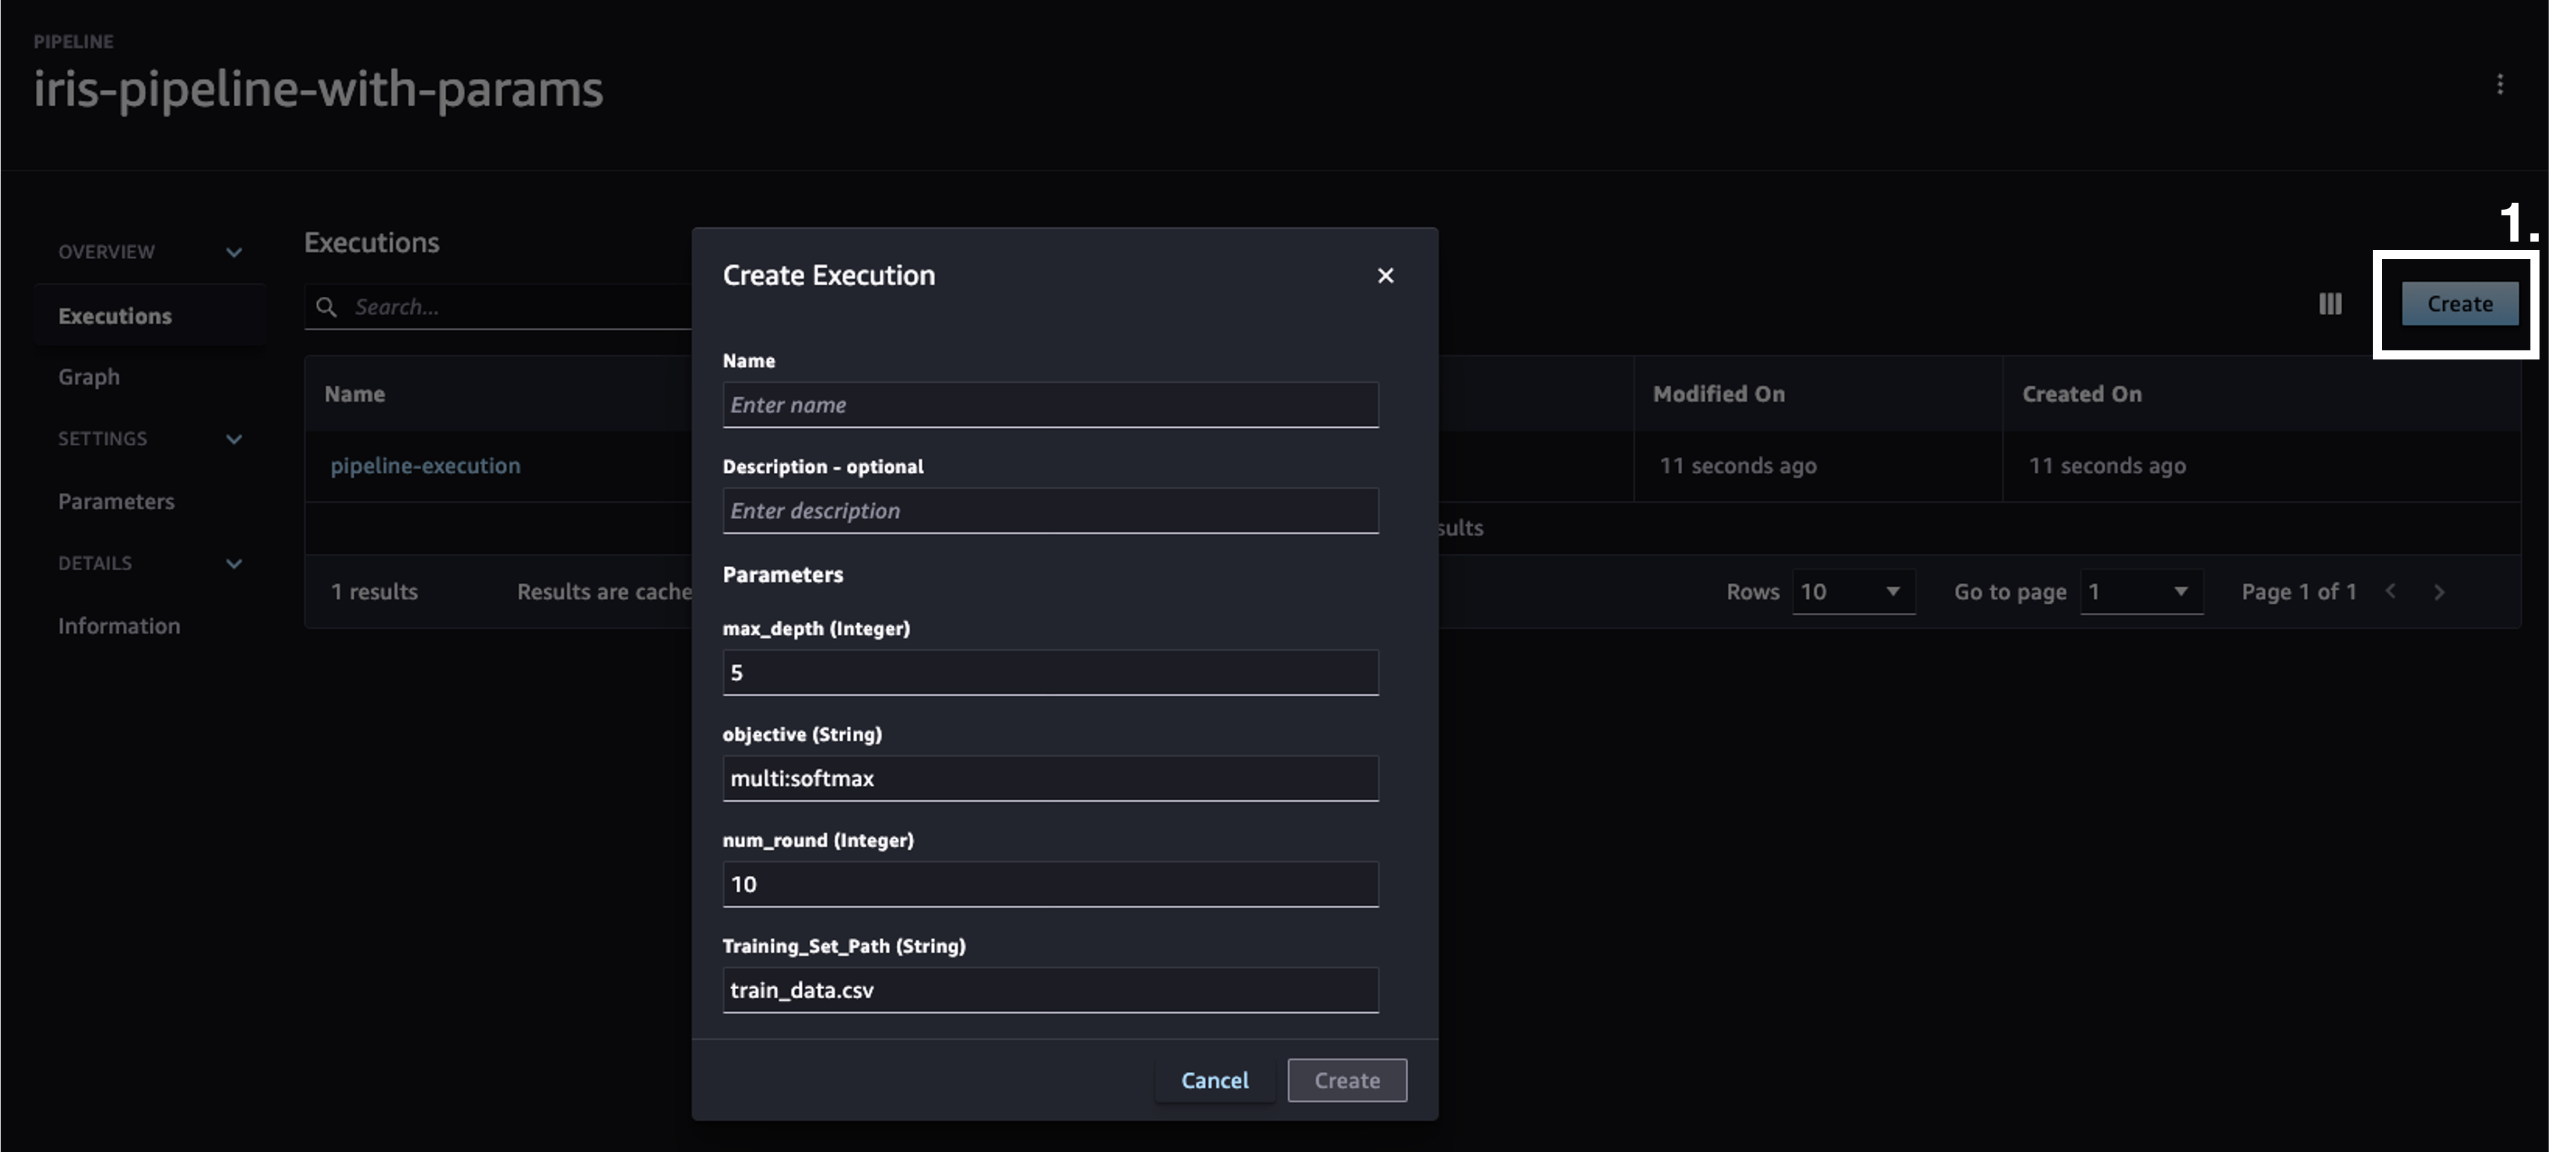 PIPELINE
iris-pipeline-with-params
1.
OVERVIEW
Executions
Graph
SETTINGS
Parameters
DETAILS
Information
Executions
Search...
Create
Name
Modified On
Created On
pipeline-execution
11 seconds ago
11 seconds ago
sults
1 results
Results are cache
Rows
10
Go to page
1
Page 1 of 1
Create Execution
Name
Enter name
Description - optional
Enter description
Parameters
max_depth (Integer)
5
objective (String)
multi:softmax
num_round (Integer)
10
Training_Set_Path (String)
train_data.csv
Cancel
Create